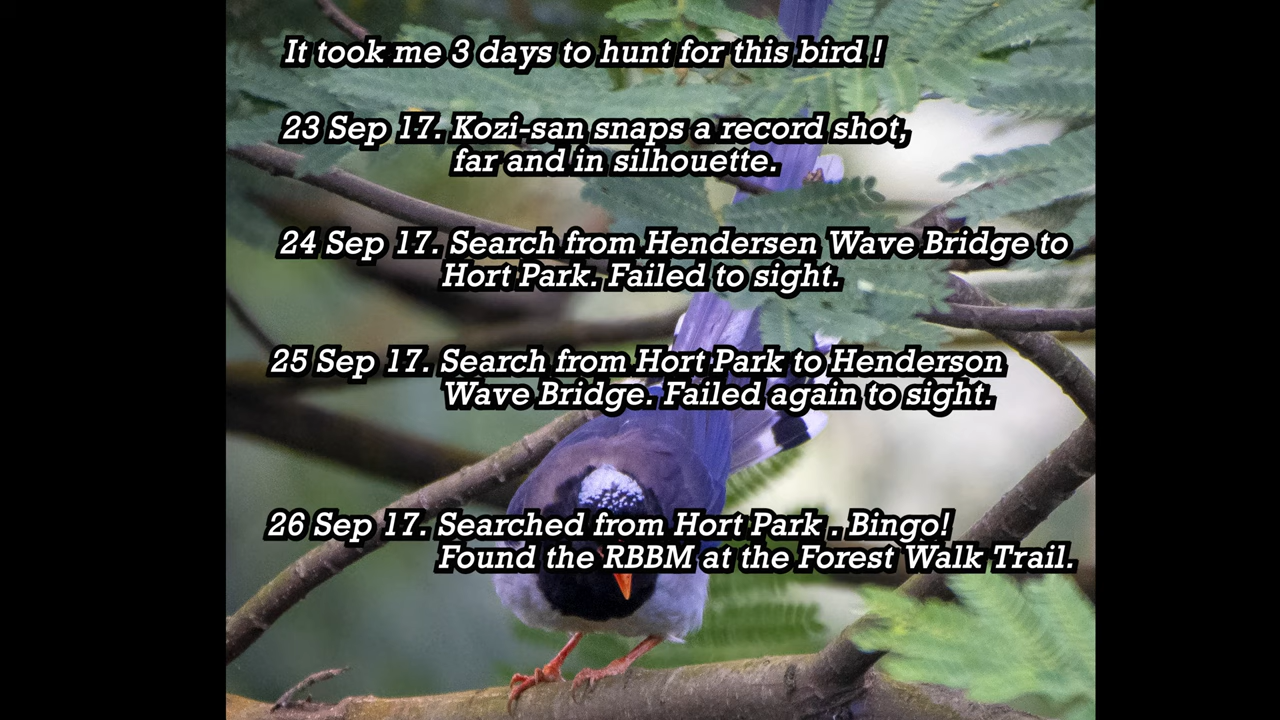 It took me 3 days to hunt for this bird !
23 Sep 17. Kozi-san snaps a record shot,
far and in silhouette.
24 Sep 17. Search from Hendersen Wave Bridge to
Hort Park. Failed to sight.
25 Sep 17. Search from Hort Park to Henderson
Wave Bridge. Failed again to sight.
26 Sep 17. Searched from Hort Park . Bingo!
Found the RBBM at the Forest Walk Trail.